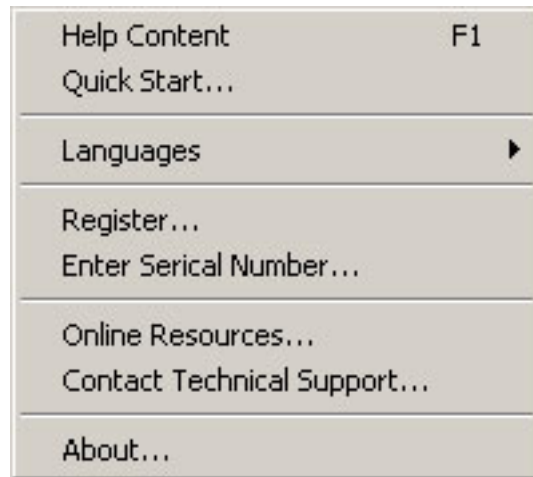 Help Content F1
Quick Start...
Languages
Register...
Enter Serical Number...
Online Resources...
Contact Technical Support...
About...